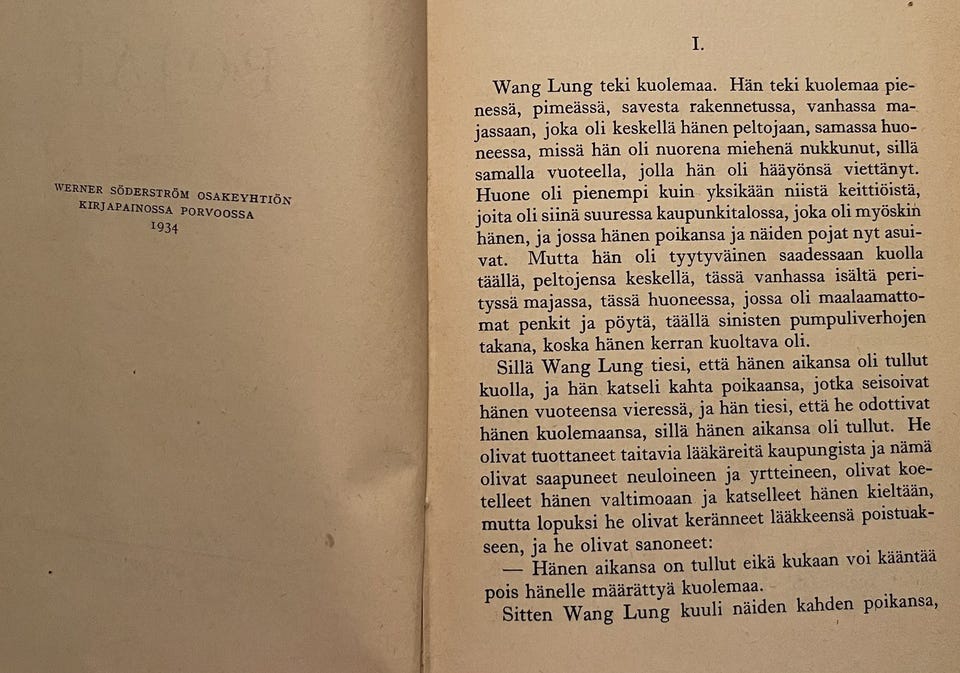 WERNER SÖDERSTRÖM OSAKEYHTIÖN
KIRJAPAINOSSA PORVOOSSA
1934
I.
Wang Lung teki kuolemaa. Hän teki kuolemaa pie-
nessä, pimeässä, savesta rakennetussa, vanhassa ma-
jassaan, joka oli keskellä hänen peltojaan, samassa huo-
neessa, missä hän oli nuorena miehenä nukkunut, sillä
samalla vuoteella, jolla hän oli hääyönsä viettänyt.
Huone oli pienempi kuin yksikään niistä keittiöistä,
joita oli siinä suuressa kaupunkitalossa, joka oli myöskin
hänen, ja jossa hänen poikansa ja näiden pojat nyt asui-
vat. Mutta hän oli tyytyväinen saadessaan kuolla
täällä, peltojensa keskellä, tässä vanhassa isältä peri-
tyssä majassa, tässä huoneessa, jossa oli maalaamatto-
mat penkit ja pöytä, täällä sinisten pumpuliverhojen
takana, koska hänen kerran kuoltava oli.
Sillä Wang Lung tiesi, että hänen aikansa oli tullut
kuolla, ja hän katseli kahta poikaansa, jotka seisoivat
hänen vuoteensa vieressä, ja hän tiesi, että he odottivat
hänen kuolemaansa, sillä hänen aikansa oli tullut. He
olivat tuottaneet taitavia lääkäreitä kaupungista ja nämä
olivat saapuneet neuloineen ja yrtteineen, olivat koe-
telleet hänen valtimoaan ja katselleet hänen kieltään,
mutta lopuksi he olivat keränneet lääkkeensä poistuak-
seen, ja he olivat sanoneet:
— Hänen aikansa on tullut eikä kukaan voi kääntää
pois hänelle määrättyä kuolemaa.
Sitten Wang Lung kuuli näiden kahden poikansa,